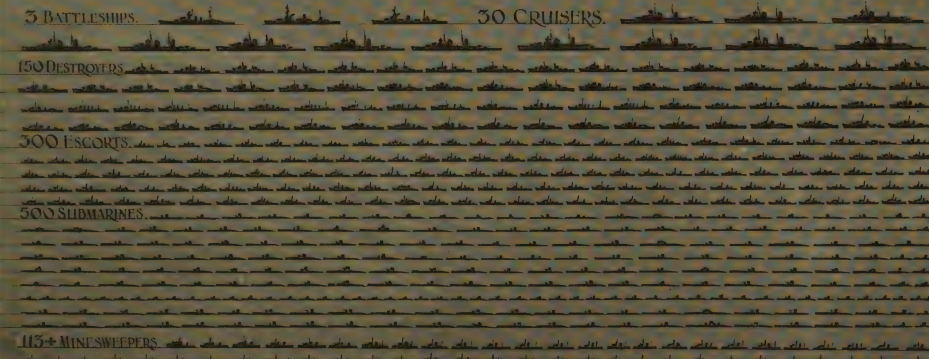 3 BATTLESHIPS. 30 CRUISERS.
150 DESTROYERS
300 ESCORTS.
500 SUBMARINES.
113+ MINESWEEPERS